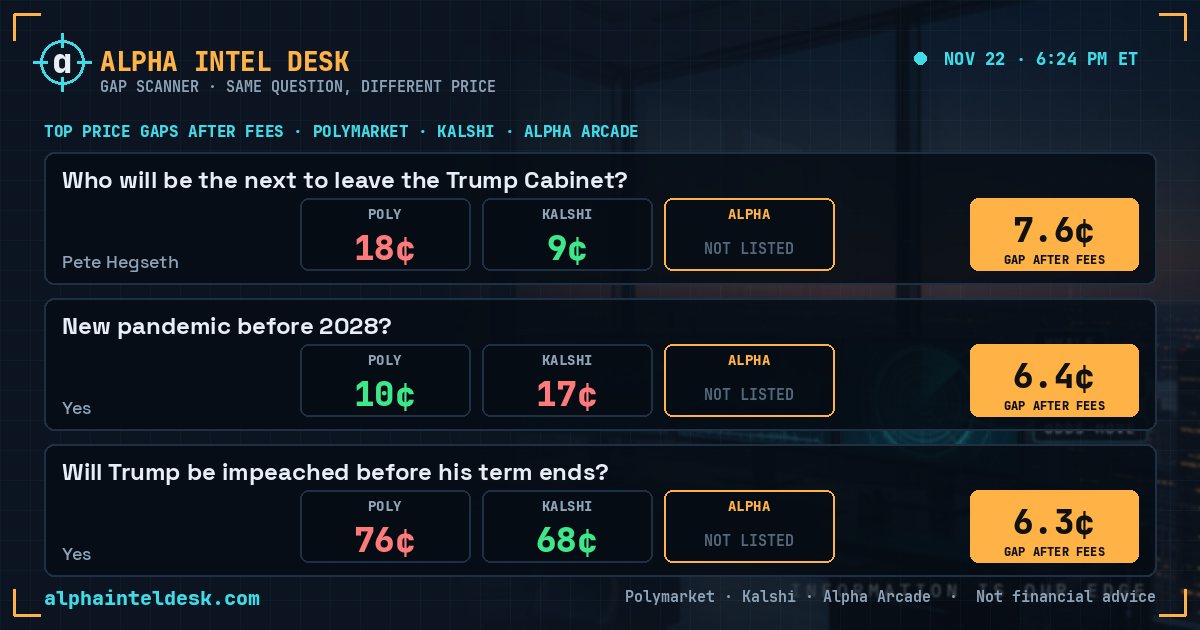 α
ALPHA INTEL DESK
GAP SCANNER · SAME QUESTION, DIFFERENT PRICE
NOV 22 · 6:24 PM ET
TOP PRICE GAPS AFTER FEES · POLYMARKET · KALSHI · ALPHA ARCADE
Who will be the next to leave the Trump Cabinet?
Pete Hegseth
POLY
18¢
KALSHI
9¢
ALPHA
NOT LISTED
7.6¢
GAP AFTER FEES
New pandemic before 2028?
Yes
POLY
10¢
KALSHI
17¢
ALPHA
NOT LISTED
6.4¢
GAP AFTER FEES
Will Trump be impeached before his term ends?
Yes
POLY
76¢
KALSHI
68¢
ALPHA
NOT LISTED
6.3¢
GAP AFTER FEES
INFORMATION IS OUR EDGE
alphainteldesk.com
Polymarket · Kalshi · Alpha Arcade · Not financial advice